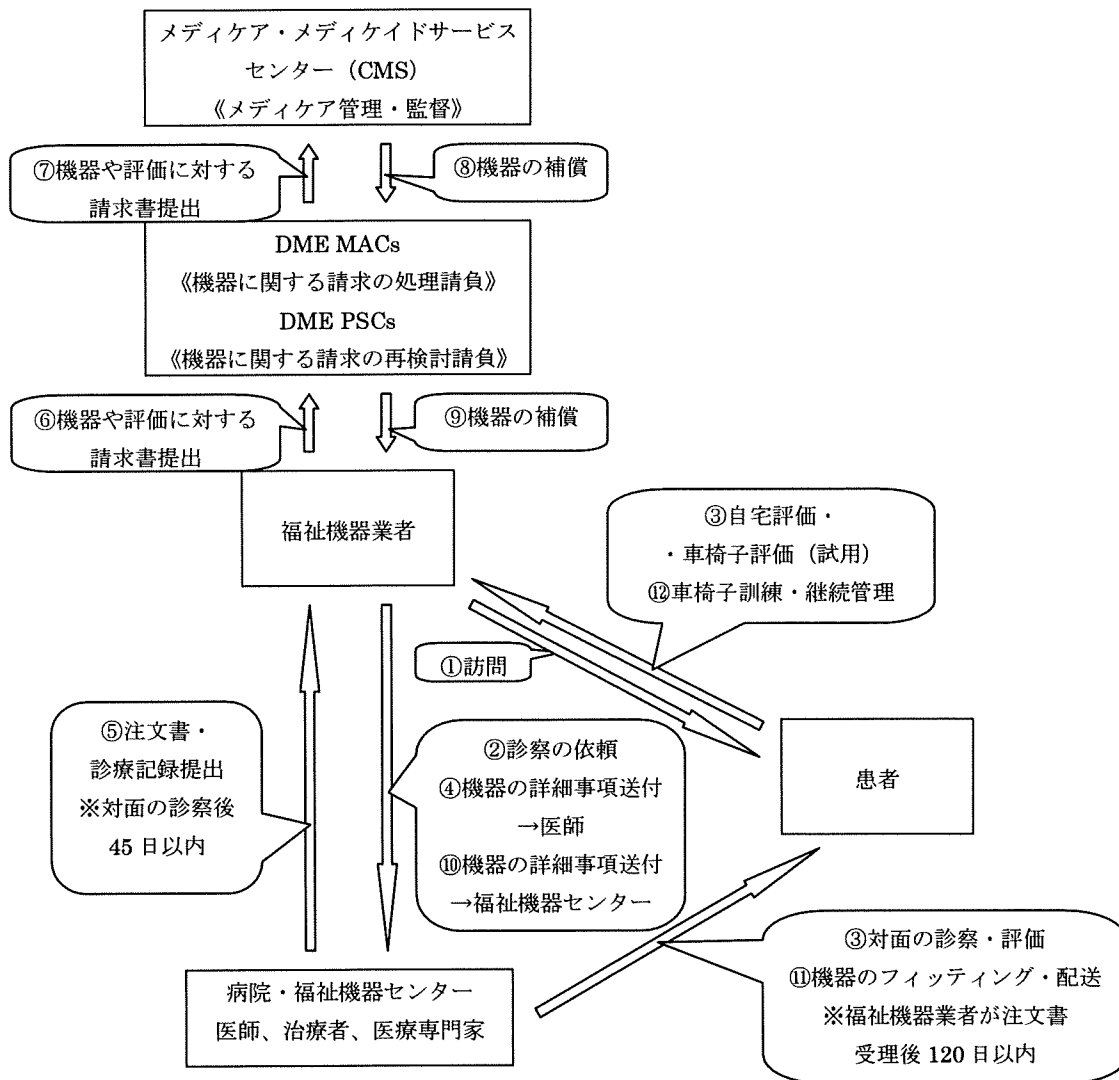 メディケア・メディケイドサービス
センター（CMS）
《メディケア管理・監督》
⑦機器や評価に対する
請求書提出
⑧機器の補償
DME MACs
《機器に関する請求の処理請負》
DME PSCs
《機器に関する請求の再検討請負》
⑥機器や評価に対する
請求書提出
⑨機器の補償
福祉機器業者
③自宅評価・
・車椅子評価（試用）
⑫車椅子訓練・継続管理
①訪問
⑤注文書・
診療記録提出
※対面の診察後
45 日以内
②診察の依頼
④機器の詳細事項送付
→医師
⑩機器の詳細事項送付
→福祉機器センター
患者
病院・福祉機器センター
医師、治療者、医療専門家
③対面の診察・評価
⑪機器のフィッティング・配送
※福祉機器業者が注文書
受理後 120 日以内